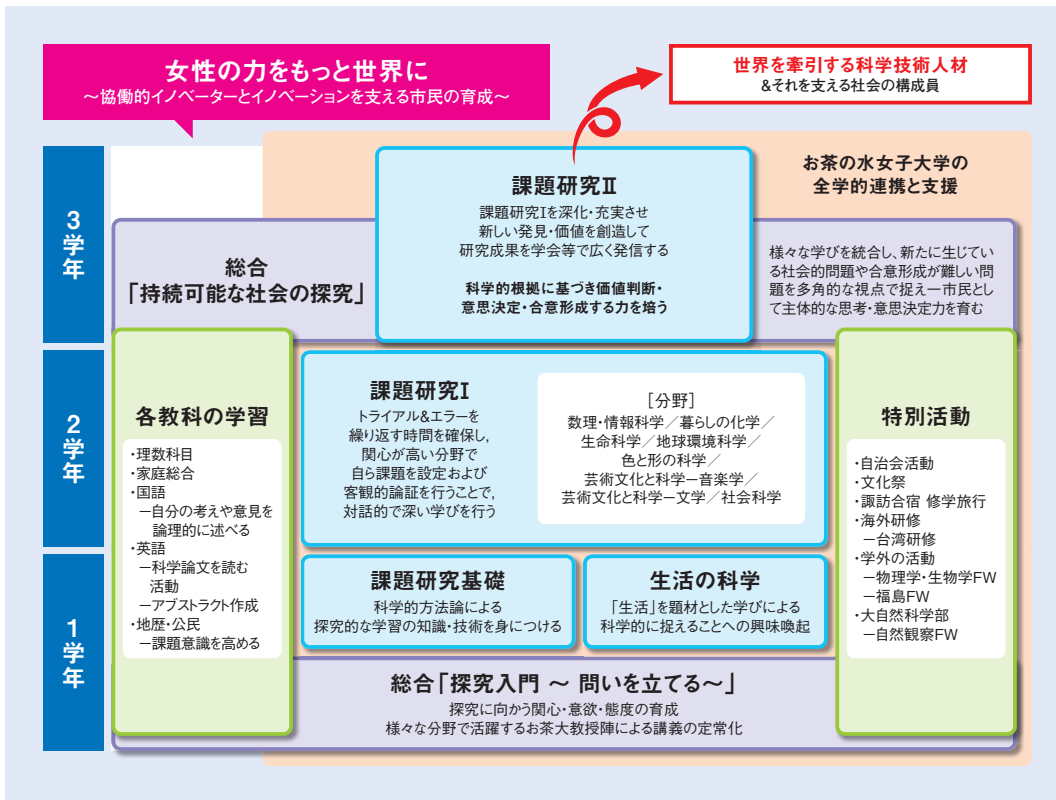 女性の力をもっと世界に
〜協働的イノベーターとイノベーションを支える市民の育成〜
世界を牽引する科学技術人材
&それを支える社会の構成員
お茶の水女子大学の
全学的連携と支援
3学年
課題研究Ⅱ
課題研究Ⅰを深化・充実させ
新しい発見・価値を創造して
研究成果を学会等で広く発信する
科学的根拠に基づき価値判断・
意思決定・合意形成する力を培う
総合
「持続可能な社会の探究」
様々な学びを統合し、新たに生じてい
る社会的問題や合意形成が難しい問
題を多角的な視点で捉え一市民とし
て主体的な思考・意思決定力を育む
2学年
各教科の学習
・理数科目
・家庭総合
・国語
ー自分の考えや意見を
論理的に述べる
・英語
ー科学論文を読む
活動
ーアブストラクト作成
・地歴・公民
ー課題意識を高める
課題研究Ⅰ
トライアル&エラーを
繰り返す時間を確保し、
関心が高い分野で
自ら課題を設定および
客観的論証を行うことで、
対話的で深い学びを行う
[分野]
数理・情報科学／暮らしの化学／
生命科学／地球環境科学／
色と形の科学／
芸術文化と科学ー音楽学／
芸術文化と科学ー文学／社会科学
特別活動
・自治会活動
・文化祭
・諏訪合宿 修学旅行
・海外研修
ー台湾研修
・学外の活動
ー物理学・生物学FW
ー福島FW
・大自然科学部
ー自然観察FW
1学年
課題研究基礎
科学的方法論による
探究的な学習の知識・技術を身につける
生活の科学
「生活」を題材とした学びによる
科学的に捉えることへの興味喚起
総合「探究入門 〜 問いを立てる〜」
探究に向かう関心・意欲・態度の育成
様々な分野で活躍するお茶大教授陣による講義の定常化